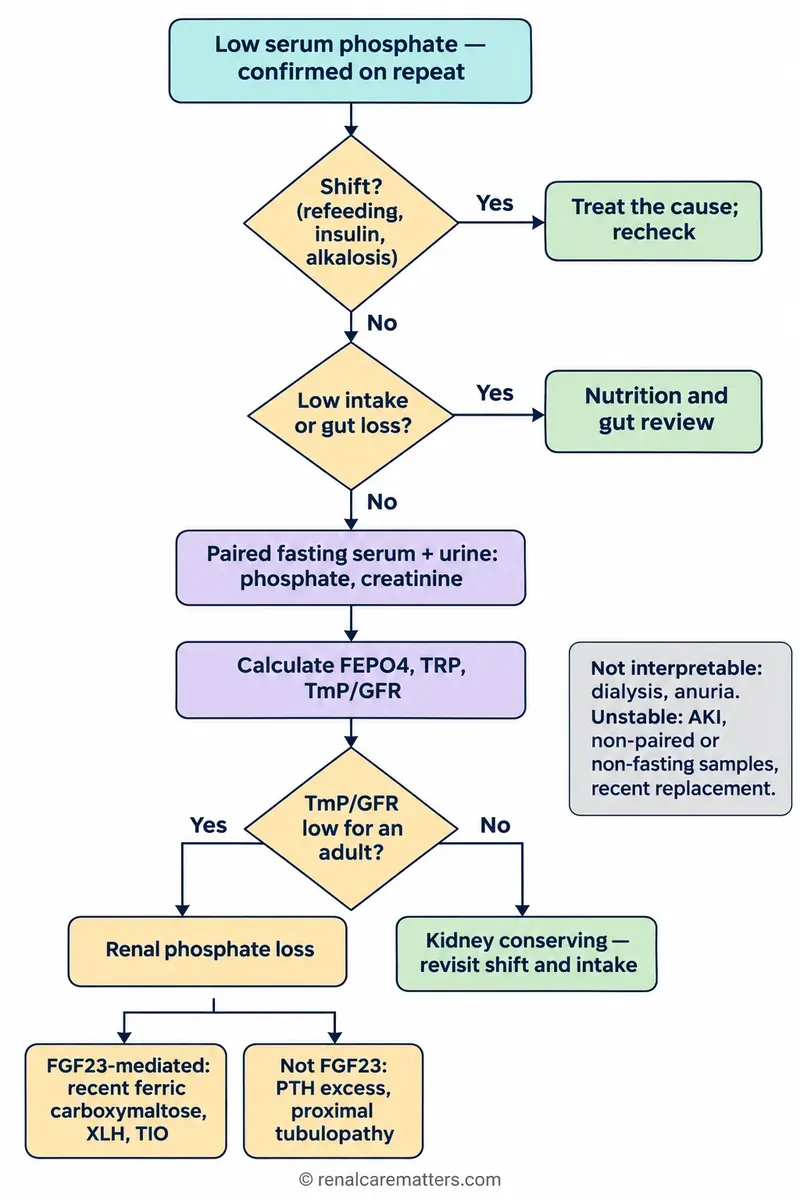 Low serum phosphate —
confirmed on repeat
Shift?
(refeeding,
insulin,
alkalosis)
Yes
Treat the cause;
recheck
No
Low intake
or gut loss?
Yes
Nutrition and
gut review
No
Paired fasting serum + urine:
phosphate, creatinine
Calculate FEPO4, TRP,
TmP/GFR
Not interpretable:
dialysis, anuria.
Unstable: AKI,
non-paired or
non-fasting samples,
recent replacement.
TmP/GFR
low for an
adult?
Yes
No
Renal phosphate loss
Kidney conserving —
revisit shift and intake
FGF23-mediated:
recent ferric
carboxymaltose,
XLH, TIO
Not FGF23:
PTH excess,
proximal
tubulopathy
© renalcarematters.com